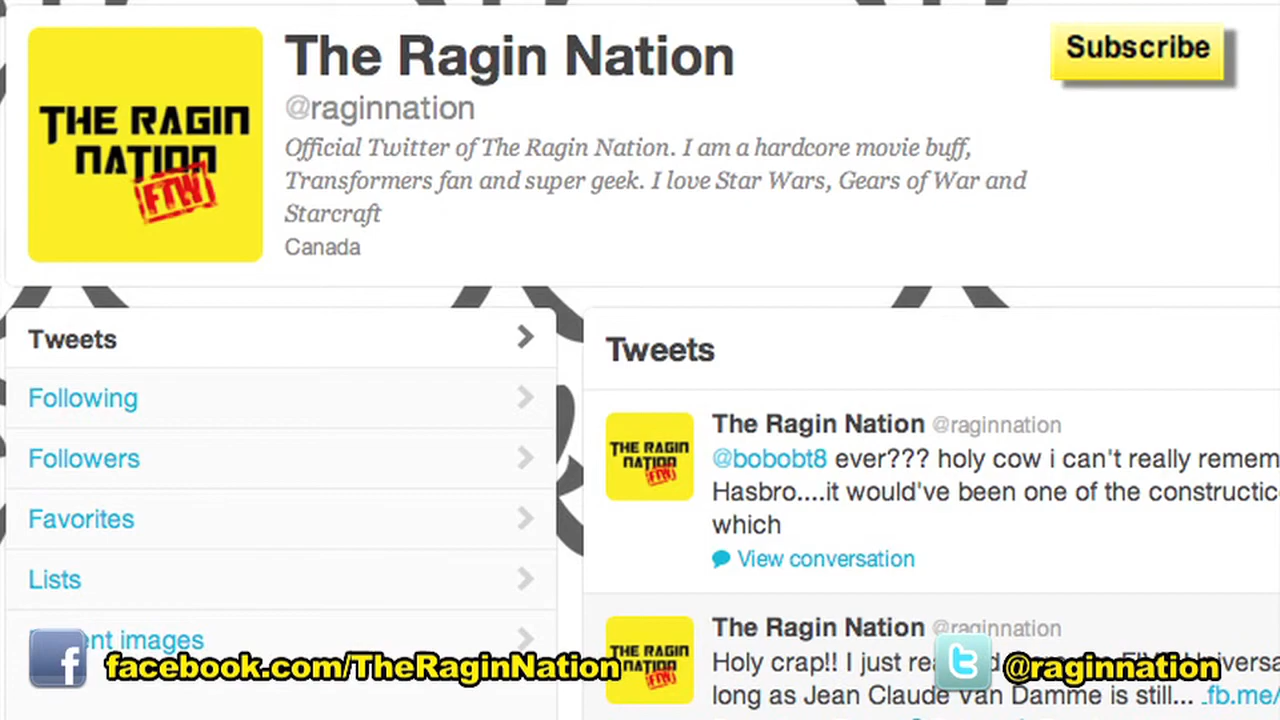 THE RAGIN
NATION
FTW
The Ragin Nation
@raginnation
Official Twitter of The Ragin Nation. I am a hardcore movie buff,
Transformers fan and super geek. I love Star Wars, Gears of War and
Starcraft
Canada
Subscribe
Tweets
Following
Followers
Favorites
Lists
images
Tweets
THE RAGIN
NATION
FTW
The Ragin Nation @raginnation
@bobobt8 ever??? holy cow i can't really
Hasbro....it would've been one of the
which
View conversation
THE RAGIN
NATION
FTW
The Ragin Nation @raginnation
Holy crap!! I just
long as Jean Claude Van Damme is still... fb.me/
facebook.com/TheRaginNation
@raginnation